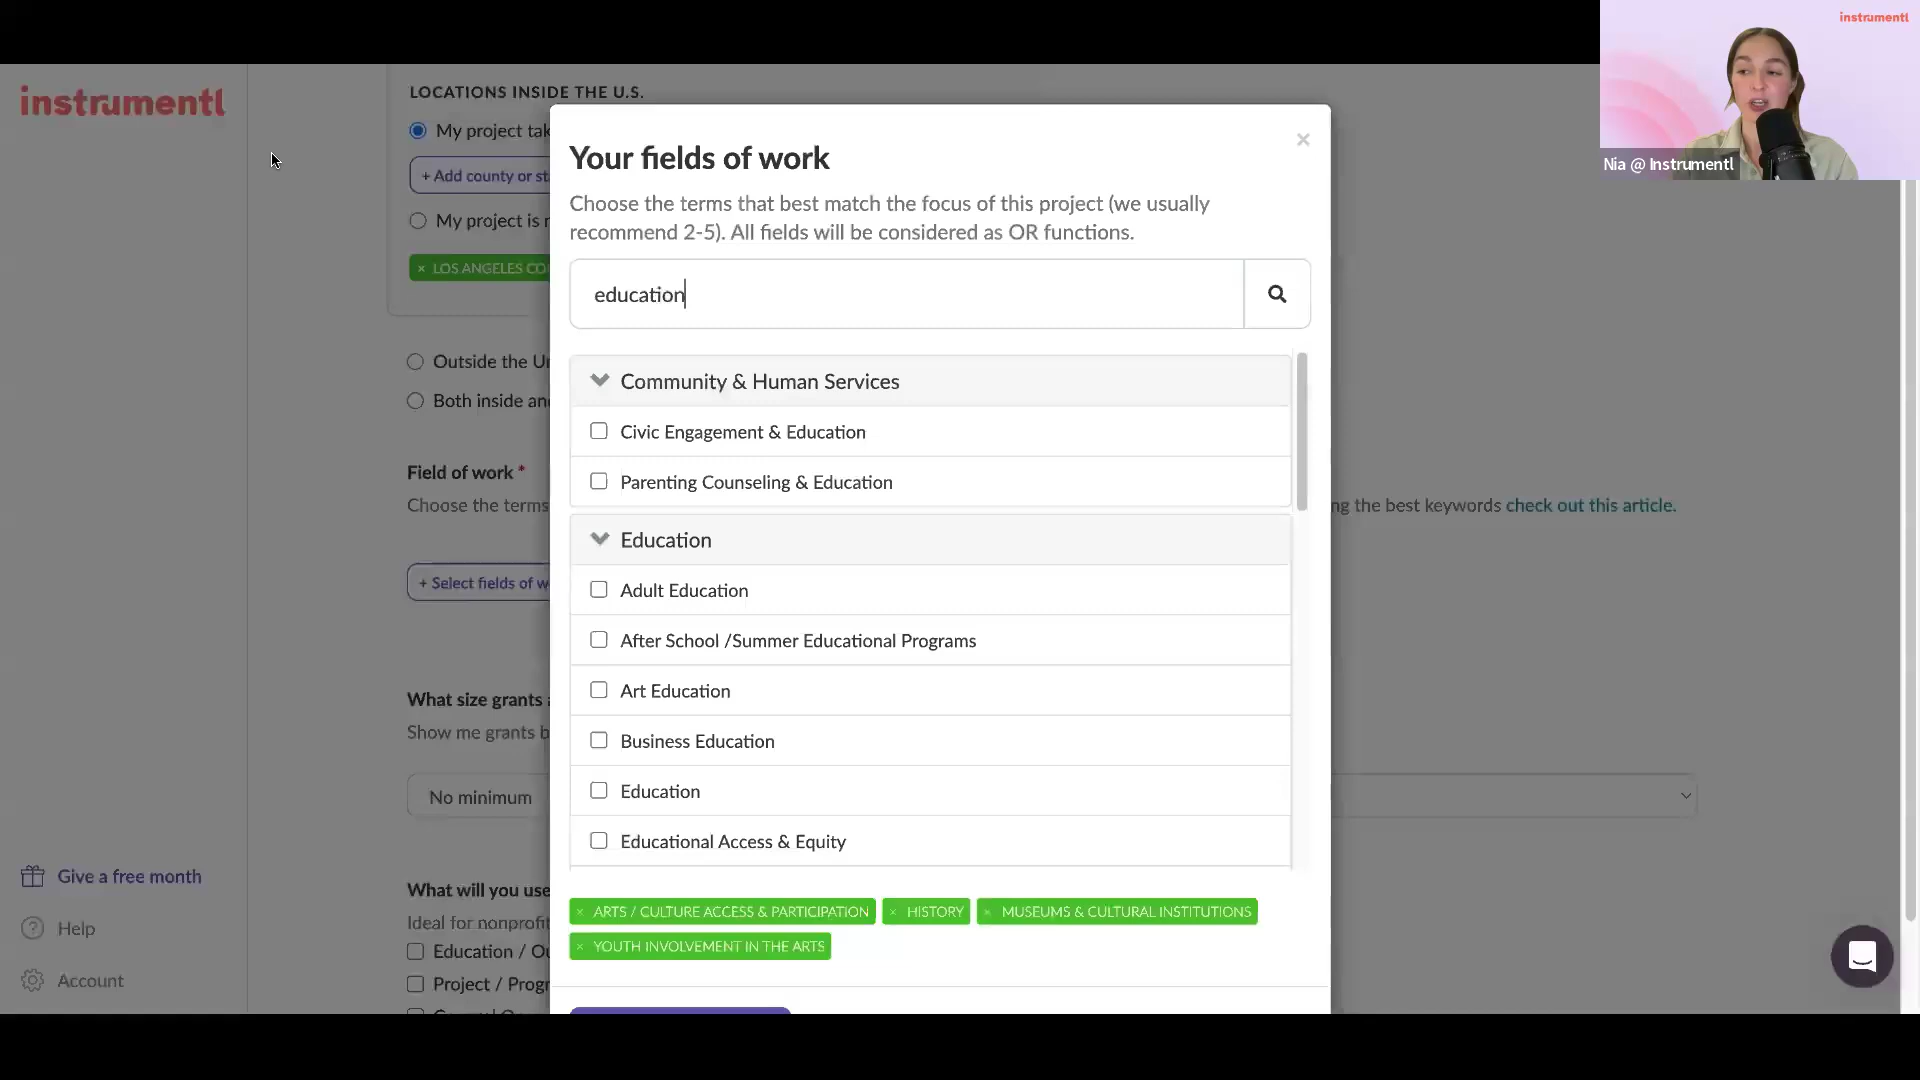 instrumentl
Nia @ Instrumentl
instrumentl
LOCATIONS INSIDE THE U.S.
My project tak
+ Add county or sta
My project is n
× LOS ANGELES CO
Outside the Un
Both inside and
Field of work *
Choose the terms
ng the best keywords check out this article.
+ Select fields of w
What size grants a
Show me grants b
No minimum
What will you use
Ideal for nonprofit
Education / Ou
Project / Progr
Give a free month
Help
Account
×
Your fields of work
Choose the terms that best match the focus of this project (we usually
recommend 2-5). All fields will be considered as OR functions.
education
Community & Human Services
Civic Engagement & Education
Parenting Counseling & Education
Education
Adult Education
After School /Summer Educational Programs
Art Education
Business Education
Education
Educational Access & Equity
× ARTS / CULTURE ACCESS & PARTICIPATION × HISTORY × MUSEUMS & CULTURAL INSTITUTIONS
× YOUTH INVOLVEMENT IN THE ARTS